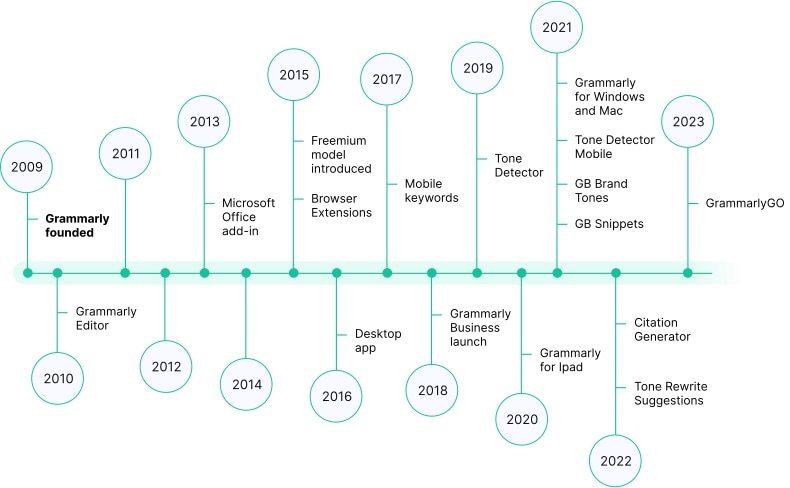 2009
Grammarly
founded
2010
Grammarly
Editor
2011
2012
2013
Microsoft
Office
add-in
2014
2015
Freemium
model
introduced
Browser
Extensions
2016
Desktop
app
2017
Mobile
keywords
2018
Grammarly
Business
launch
2019
Tone
Detector
2020
Grammarly
for Ipad
2021
Grammarly
for Windows
and Mac
Tone Detector
Mobile
GB Brand
Tones
GB Snippets
2022
Citation
Generator
Tone Rewrite
Suggestions
2023
GrammarlyGO